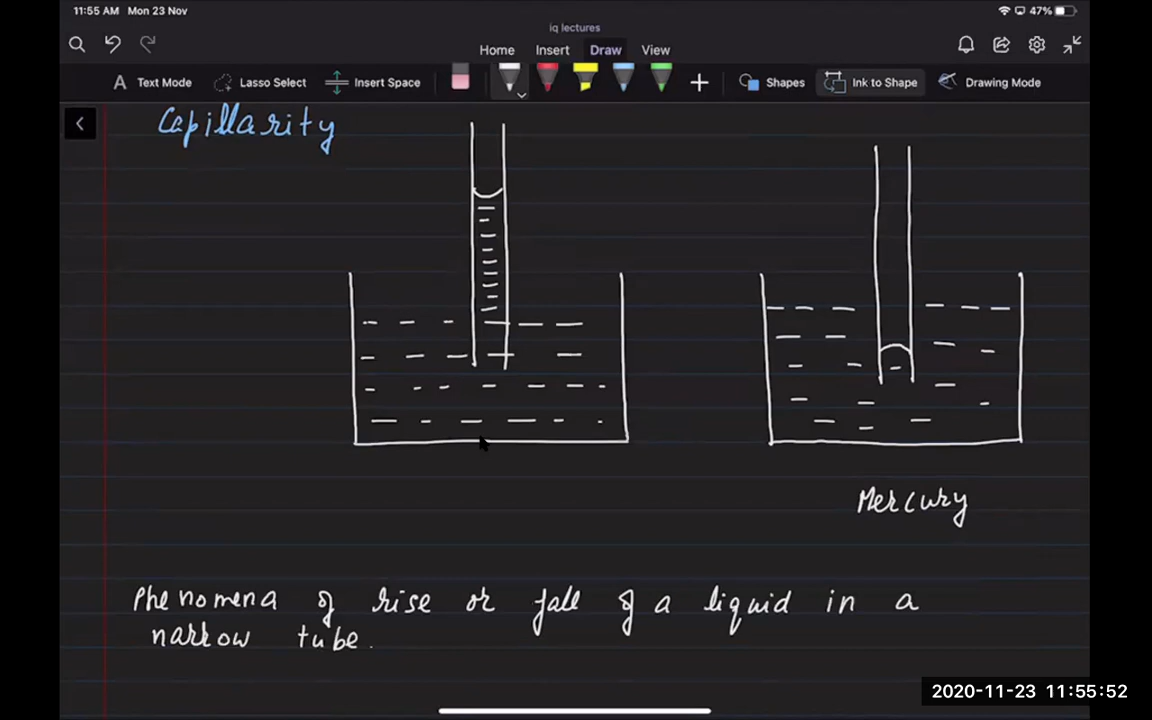 11:55 AM Mon 23 Nov
47%
iq lectures
Home Insert Draw View
Text Mode Lasso Select Insert Space Shapes Ink to Shape Drawing Mode
Capillarity
Mercury
Phenomena of rise or fall of a liquid in a
narrow tube.
2020-11-23 11:55:52